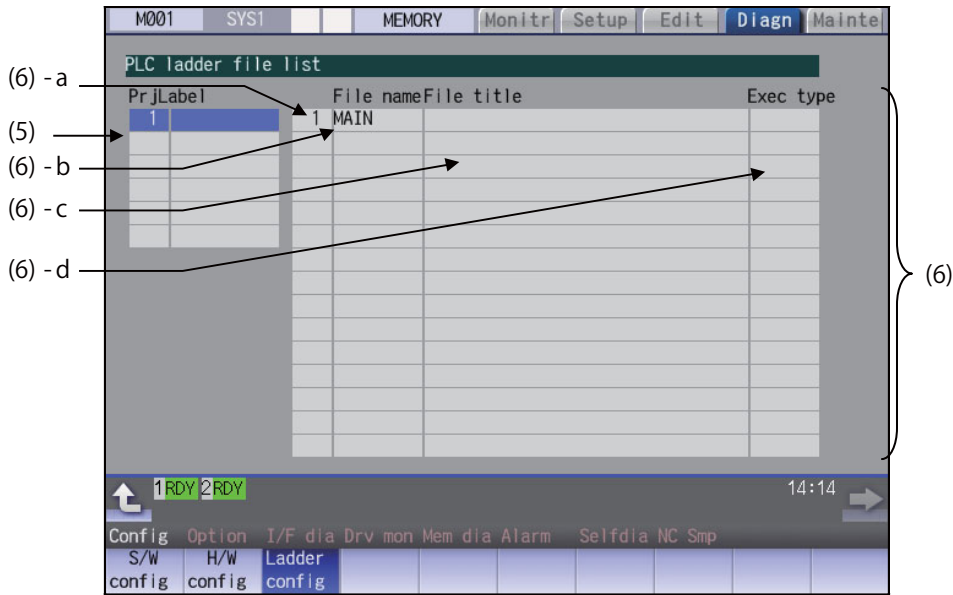 M001 SYS1 MEMORY Monitr Setup Edit Diagn Mainte
PLC ladder file list
(6) - a
PrjLabel File nameFile title Exec type
1 1 MAIN
(5)
(6) - b
(6) - c
(6) - d
(6)
1RDY 2RDY 14:14
Config Option I/F dia Drv mon Mem dia Alarm Selfdia NC Smp
S/W H/W Ladder
config config config